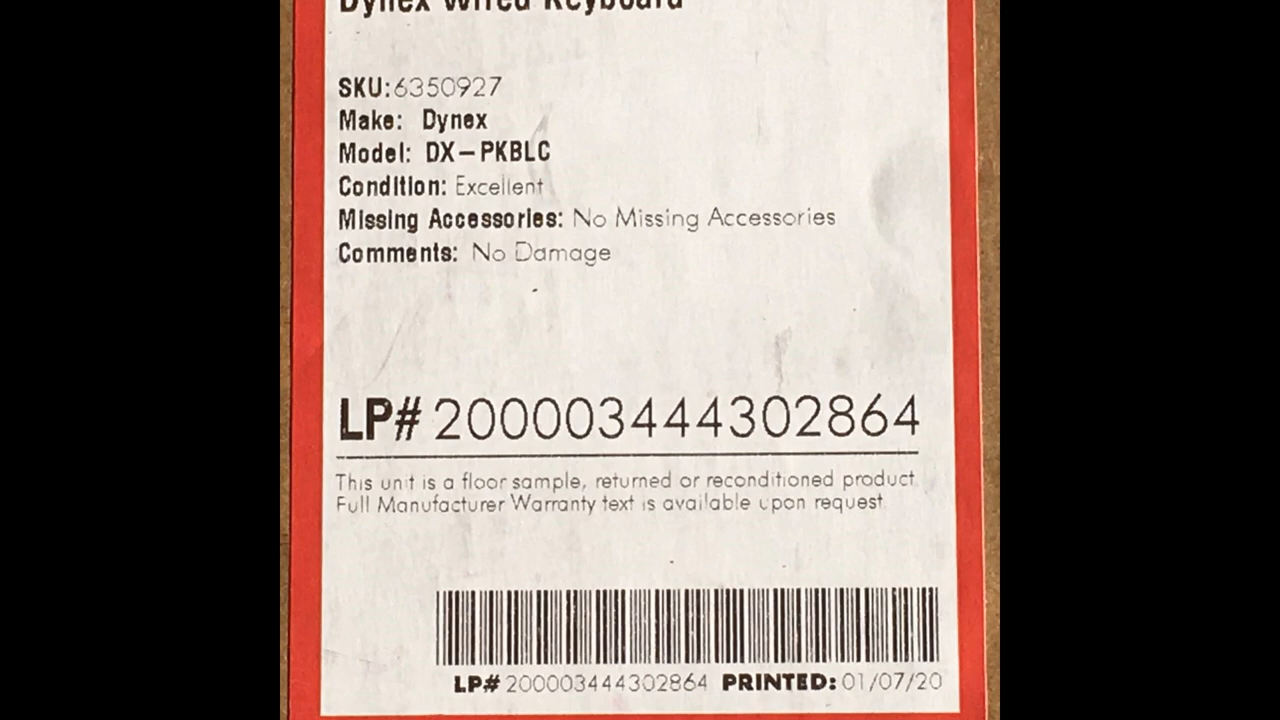 Dynex Wired Keyboard
SKU:6350927
Make: Dynex
Model: DX-PKBLC
Condition: Excellent
Missing Accessories: No Missing Accessories
Comments: No Damage
LP# 200003444302864
This unit is a floor sample, returned or reconditioned product
Full Manufacturer Warranty text is available upon request.
LP# 200003444302864 PRINTED: 01/07/20